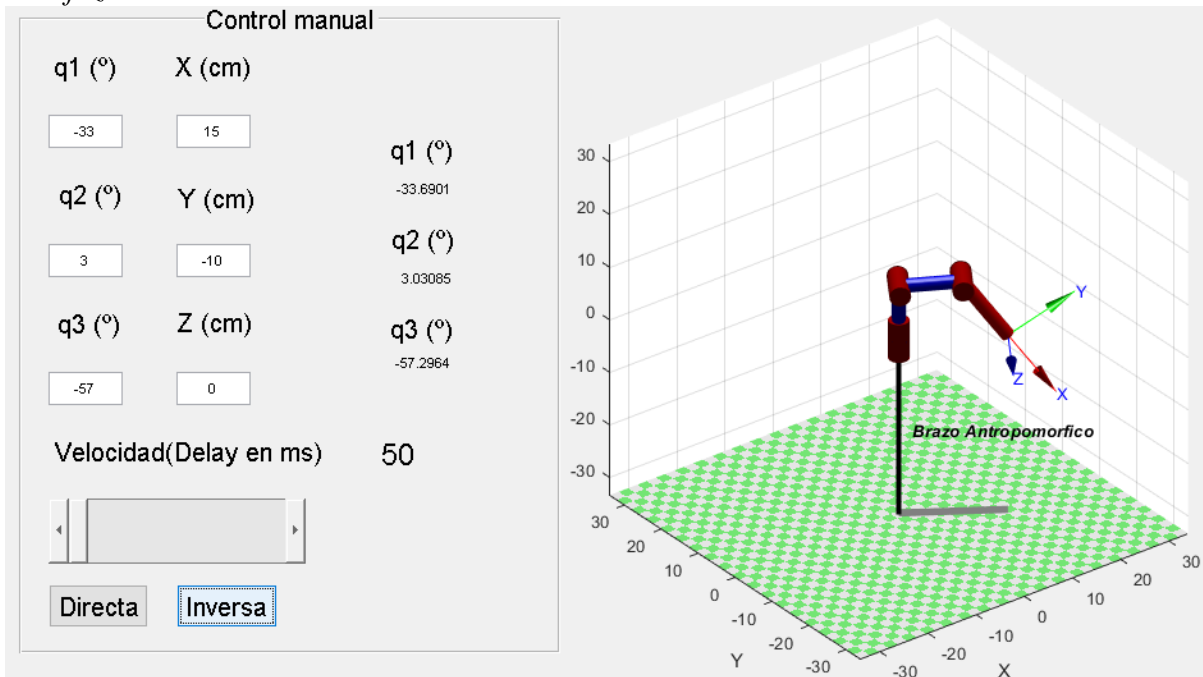 Control manual
q1 (º) X (cm)
-33 15
q1 (º)
-33.6901
q2 (º) Y (cm)
q2 (º)
3 -10
3.03085
q3 (º) Z (cm)
q3 (º)
-57.2964
-57 0
Velocidad(Delay en ms) 50
Directa Inversa
30
20
10
0
-10
-20
-30
Y
Z
X
Brazo Antropomorfico
30
20
10
0
-10
-20
-30
Y
30
20
10
0
-10
-20
-30
X